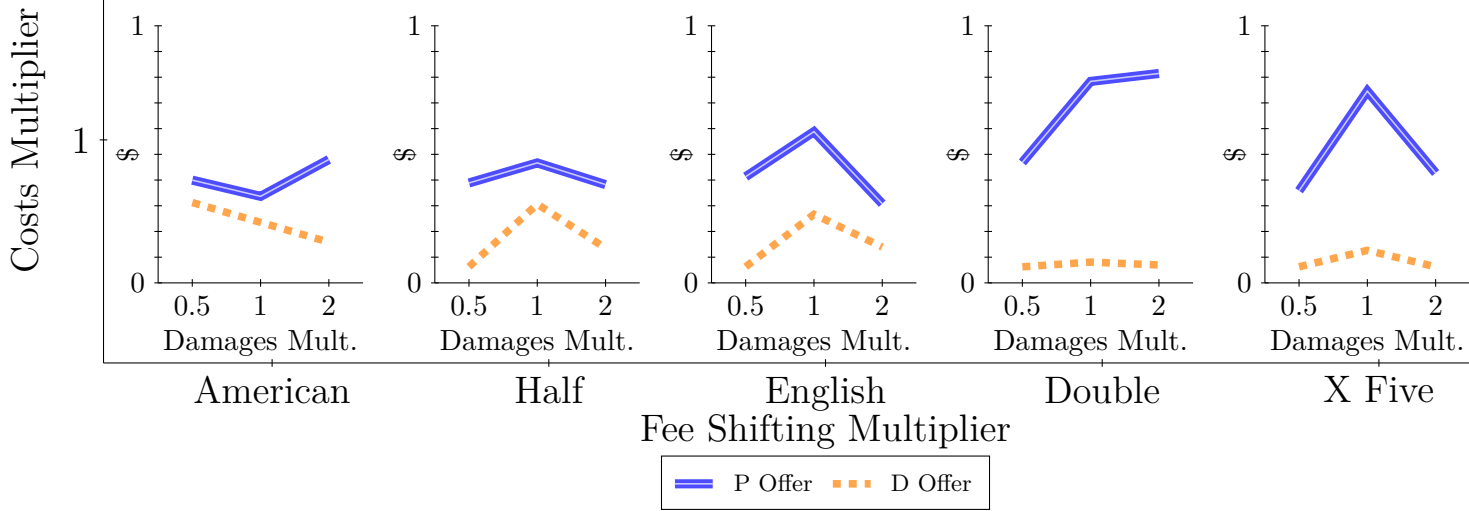 Costs Multiplier
1
1
$
0
0.5 1 2
Damages Mult.
1
$
0
0.5 1 2
Damages Mult.
1
$
0
0.5 1 2
Damages Mult.
1
$
0
0.5 1 2
Damages Mult.
1
$
0
0.5 1 2
Damages Mult.
American Half English Double X Five
Fee Shifting Multiplier
P Offer D Offer